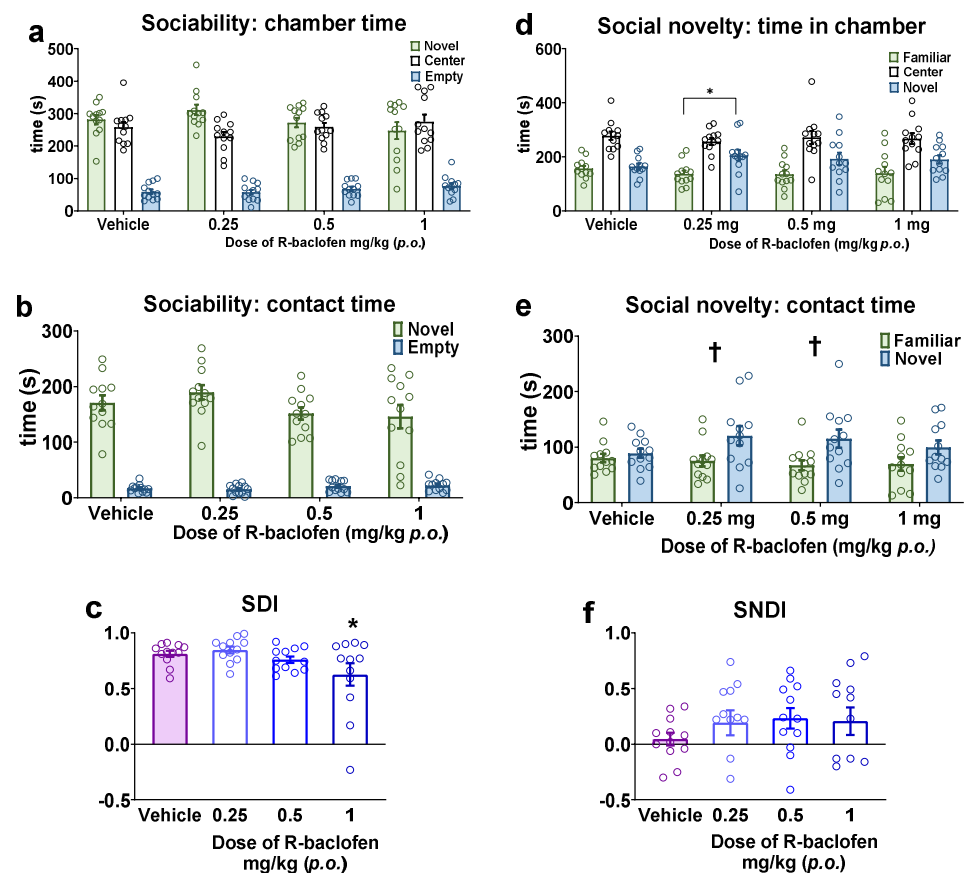 a
Sociability: chamber time
time (s)
500
400
300
200
100
0
Novel
Center
Empty
Vehicle 0.25 0.5 1
Dose of R-baclofen mg/kg (p.o.)
d
Social novelty: time in chamber
time (s)
600
400
200
0
Familiar
Center
Novel
*
Vehicle 0.25 mg 0.5 mg 1 mg
Dose of R-baclofen (mg/kg p.o.)
b
Sociability: contact time
time (s)
300
200
100
0
Novel
Empty
Vehicle 0.25 0.5 1
Dose of R-baclofen (mg/kg p.o.)
e
Social novelty: contact time
time (s)
300
200
100
0
Familiar
Novel
† †
Vehicle 0.25 mg 0.5 mg 1 mg
Dose of R-baclofen (mg/kg p.o.)
c
SDI
1.0
0.5
0.0
-0.5
*
Vehicle 0.25 0.5 1
Dose of R-baclofen
mg/kg (p.o.)
f
SNDI
1.0
0.5
0.0
-0.5
Vehicle 0.25 0.5 1
Dose of R-baclofen
mg/kg (p.o.)